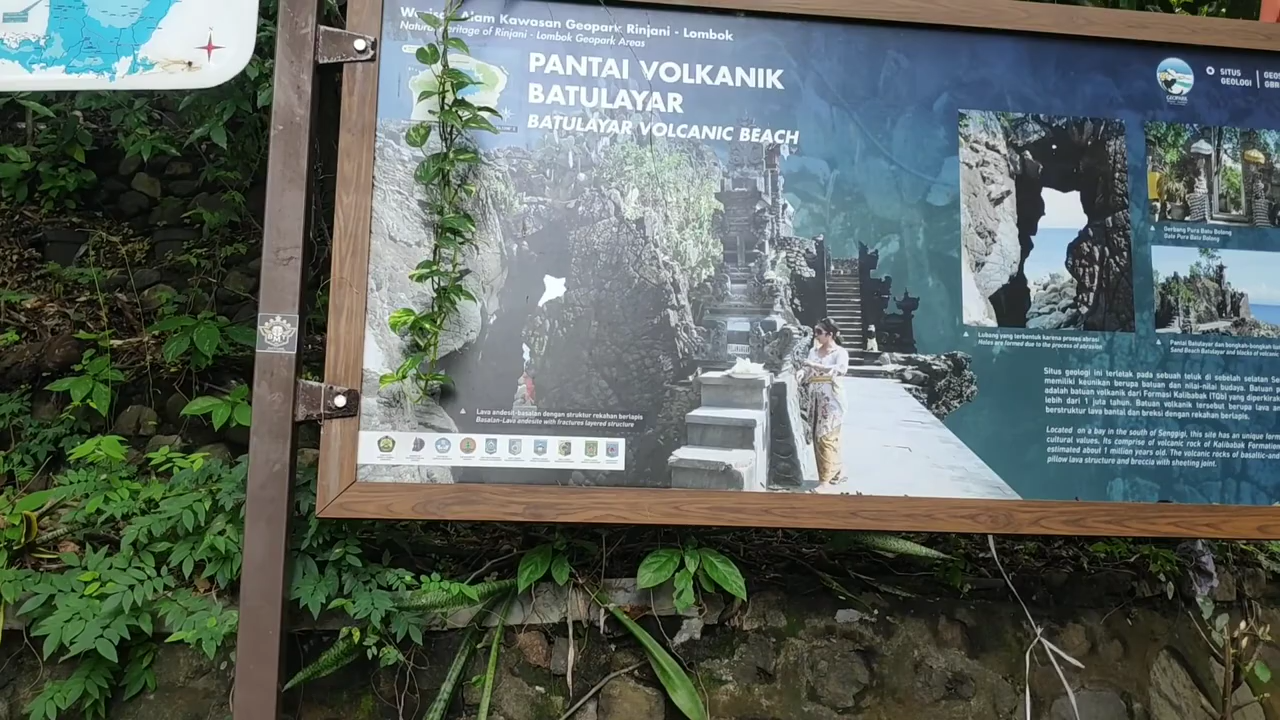 Warisan Alam Kawasan Geopark Rinjani - Lombok
Natural Heritage of Rinjani - Lombok Geopark Areas
PANTAI VOLKANIK
BATULAYAR
BATULAYAR VOLCANIC BEACH
GEOPARK
SITUS
GEOLOGI
Gerbang Pura Batu Bolong
Gate Pura Batu Bolong
Lubang yang terbentuk karena proses abrasi
Holes are formed due to the process of abrasion
Pantai Batulayar dan bongkah-bongkah
Sand Beach Batulayar and blocks of
Lava andesit-basalan dengan struktur rekahan berlapis
Basalan-Lava andesite with fractures layered structure
Situs geologi ini terletak pada sebuah teluk di sebelah selatan
memiliki keunikan berupa batuan dan nilai-nilai budaya. Batuan
adalah batuan volkanik dari Formasi Kalibabak (TQb) yang
lebih dari 1 juta tahun. Batuan volkanik tersebut berupa lava
berstruktur lava bantal dan breksi dengan rekahan berlapis.
Located on a bay in the south of Senggigi, this site has an unique
cultural values. Its comprise of volcanic rock of Kalibabak
estimated about 1 million years old. The volcanic rocks of
pillow lava structure and breccia with sheeting joint.